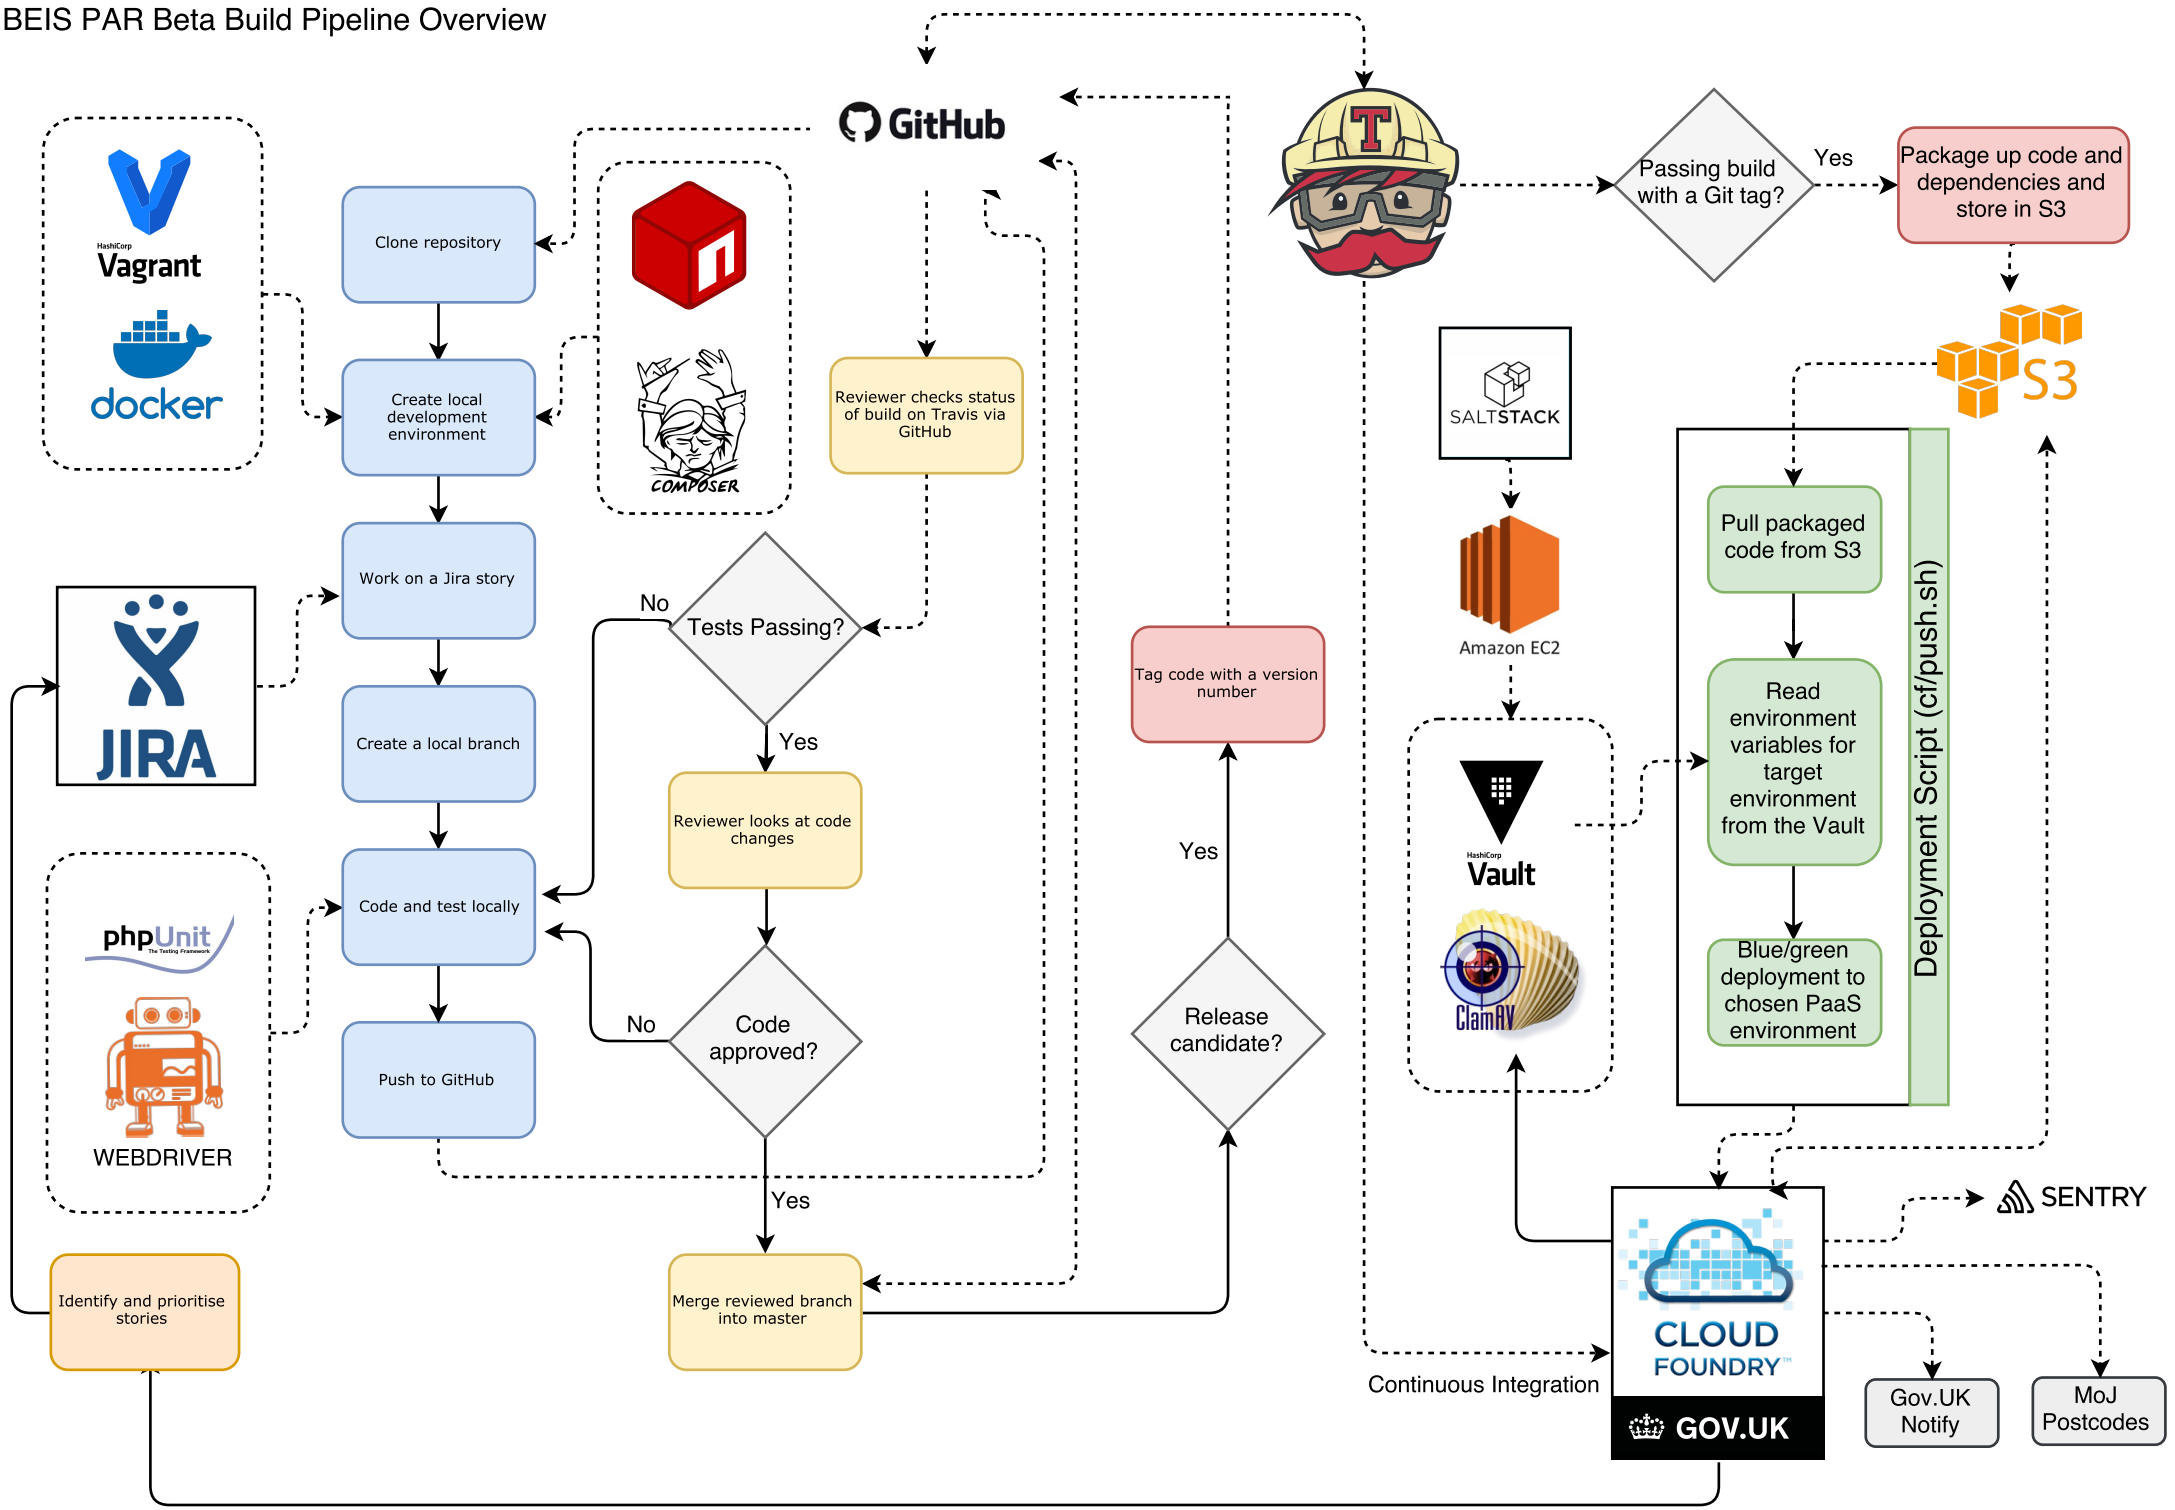 BEIS PAR Beta Build Pipeline Overview
GitHub
T
HashiCorp
Vagrant
docker
Clone repository
Create local
development
environment
COMPOSER
Reviewer checks status
of build on Travis via
GitHub
Passing build
with a Git tag?
Yes
Package up code and
dependencies and
store in S3
S3
SALTSTACK
Amazon EC2
Pull packaged
code from S3
Read
environment
variables for
target
environment
from the Vault
Blue/green
deployment to
chosen PaaS
environment
Deployment Script (cf/push.sh)
Work on a Jira story
JIRA
Tests Passing?
No
Yes
Create a local branch
Reviewer looks at code
changes
Tag code with a version
number
Yes
HashiCorp
Vault
ClamAV
Code and test locally
phpUnit
The Testing Framework
WEBDRIVER
Code
approved?
No
Yes
Release
candidate?
Push to GitHub
Identify and prioritise
stories
Merge reviewed branch
into master
Continuous Integration
CLOUD
FOUNDRY™
GOV.UK
SENTRY
Gov.UK
Notify
MoJ
Postcodes